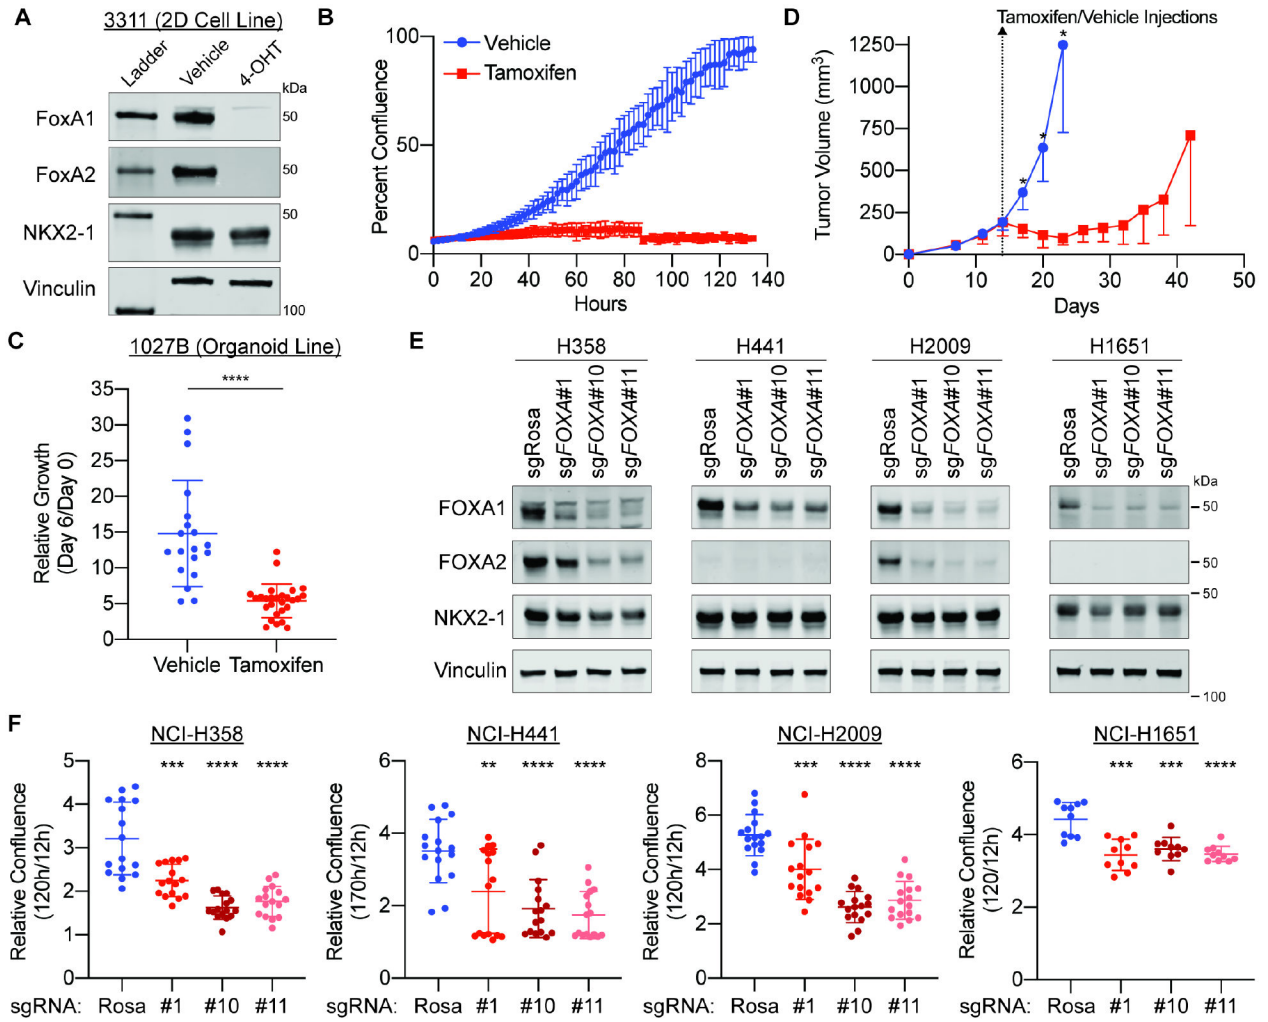 A
3311 (2D Cell Line)
Ladder
Vehicle
4-OHT
kDa
FoxA1
50
FoxA2
50
50
NKX2-1
Vinculin
100
B
Vehicle
Tamoxifen
Percent Confluence
100
50
0
0 20 40 60 80 100 120 140
Hours
D
Tamoxifen/Vehicle Injections
Tumor Volume (mm3)
1250
1000
750
500
250
0
* * *
0 10 20 30 40 50
Days
C
1027B (Organoid Line)
****
Relative Growth
(Day 6/Day 0)
35
30
25
20
15
10
5
0
Vehicle Tamoxifen
E
H358 H441 H2009 H1651
sgRosa sgFOXA#1 sgFOXA#10 sgFOXA#11
sgRosa sgFOXA#1 sgFOXA#10 sgFOXA#11
sgRosa sgFOXA#1 sgFOXA#10 sgFOXA#11
sgRosa sgFOXA#1 sgFOXA#10 sgFOXA#11
kDa
FOXA1
50
FOXA2
50
50
NKX2-1
Vinculin
100
F
NCI-H358
*** **** ****
Relative Confluence
(120h/12h)
5
4
3
2
1
0
sgRNA: Rosa #1 #10 #11
NCI-H441
** **** ****
Relative Confluence
(170h/12h)
6
4
2
0
sgRNA: Rosa #1 #10 #11
NCI-H2009
*** **** ****
Relative Confluence
(120h/12h)
8
6
4
2
0
sgRNA: Rosa #1 #10 #11
NCI-H1651
*** *** ****
Relative Confluence
(120/12h)
6
4
2
0
sgRNA: Rosa #1 #10 #11